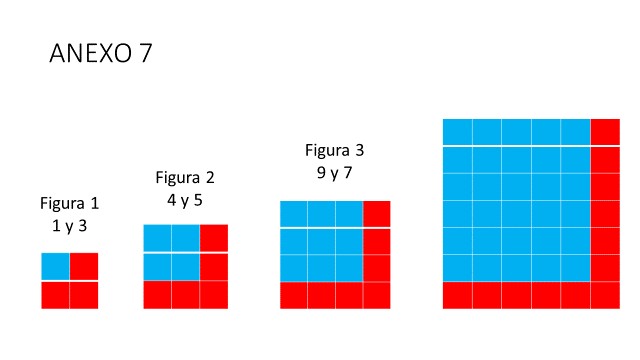 ANEXO 7
Figura 1
1 y 3
Figura 2
4 y 5
Figura 3
9 y 7